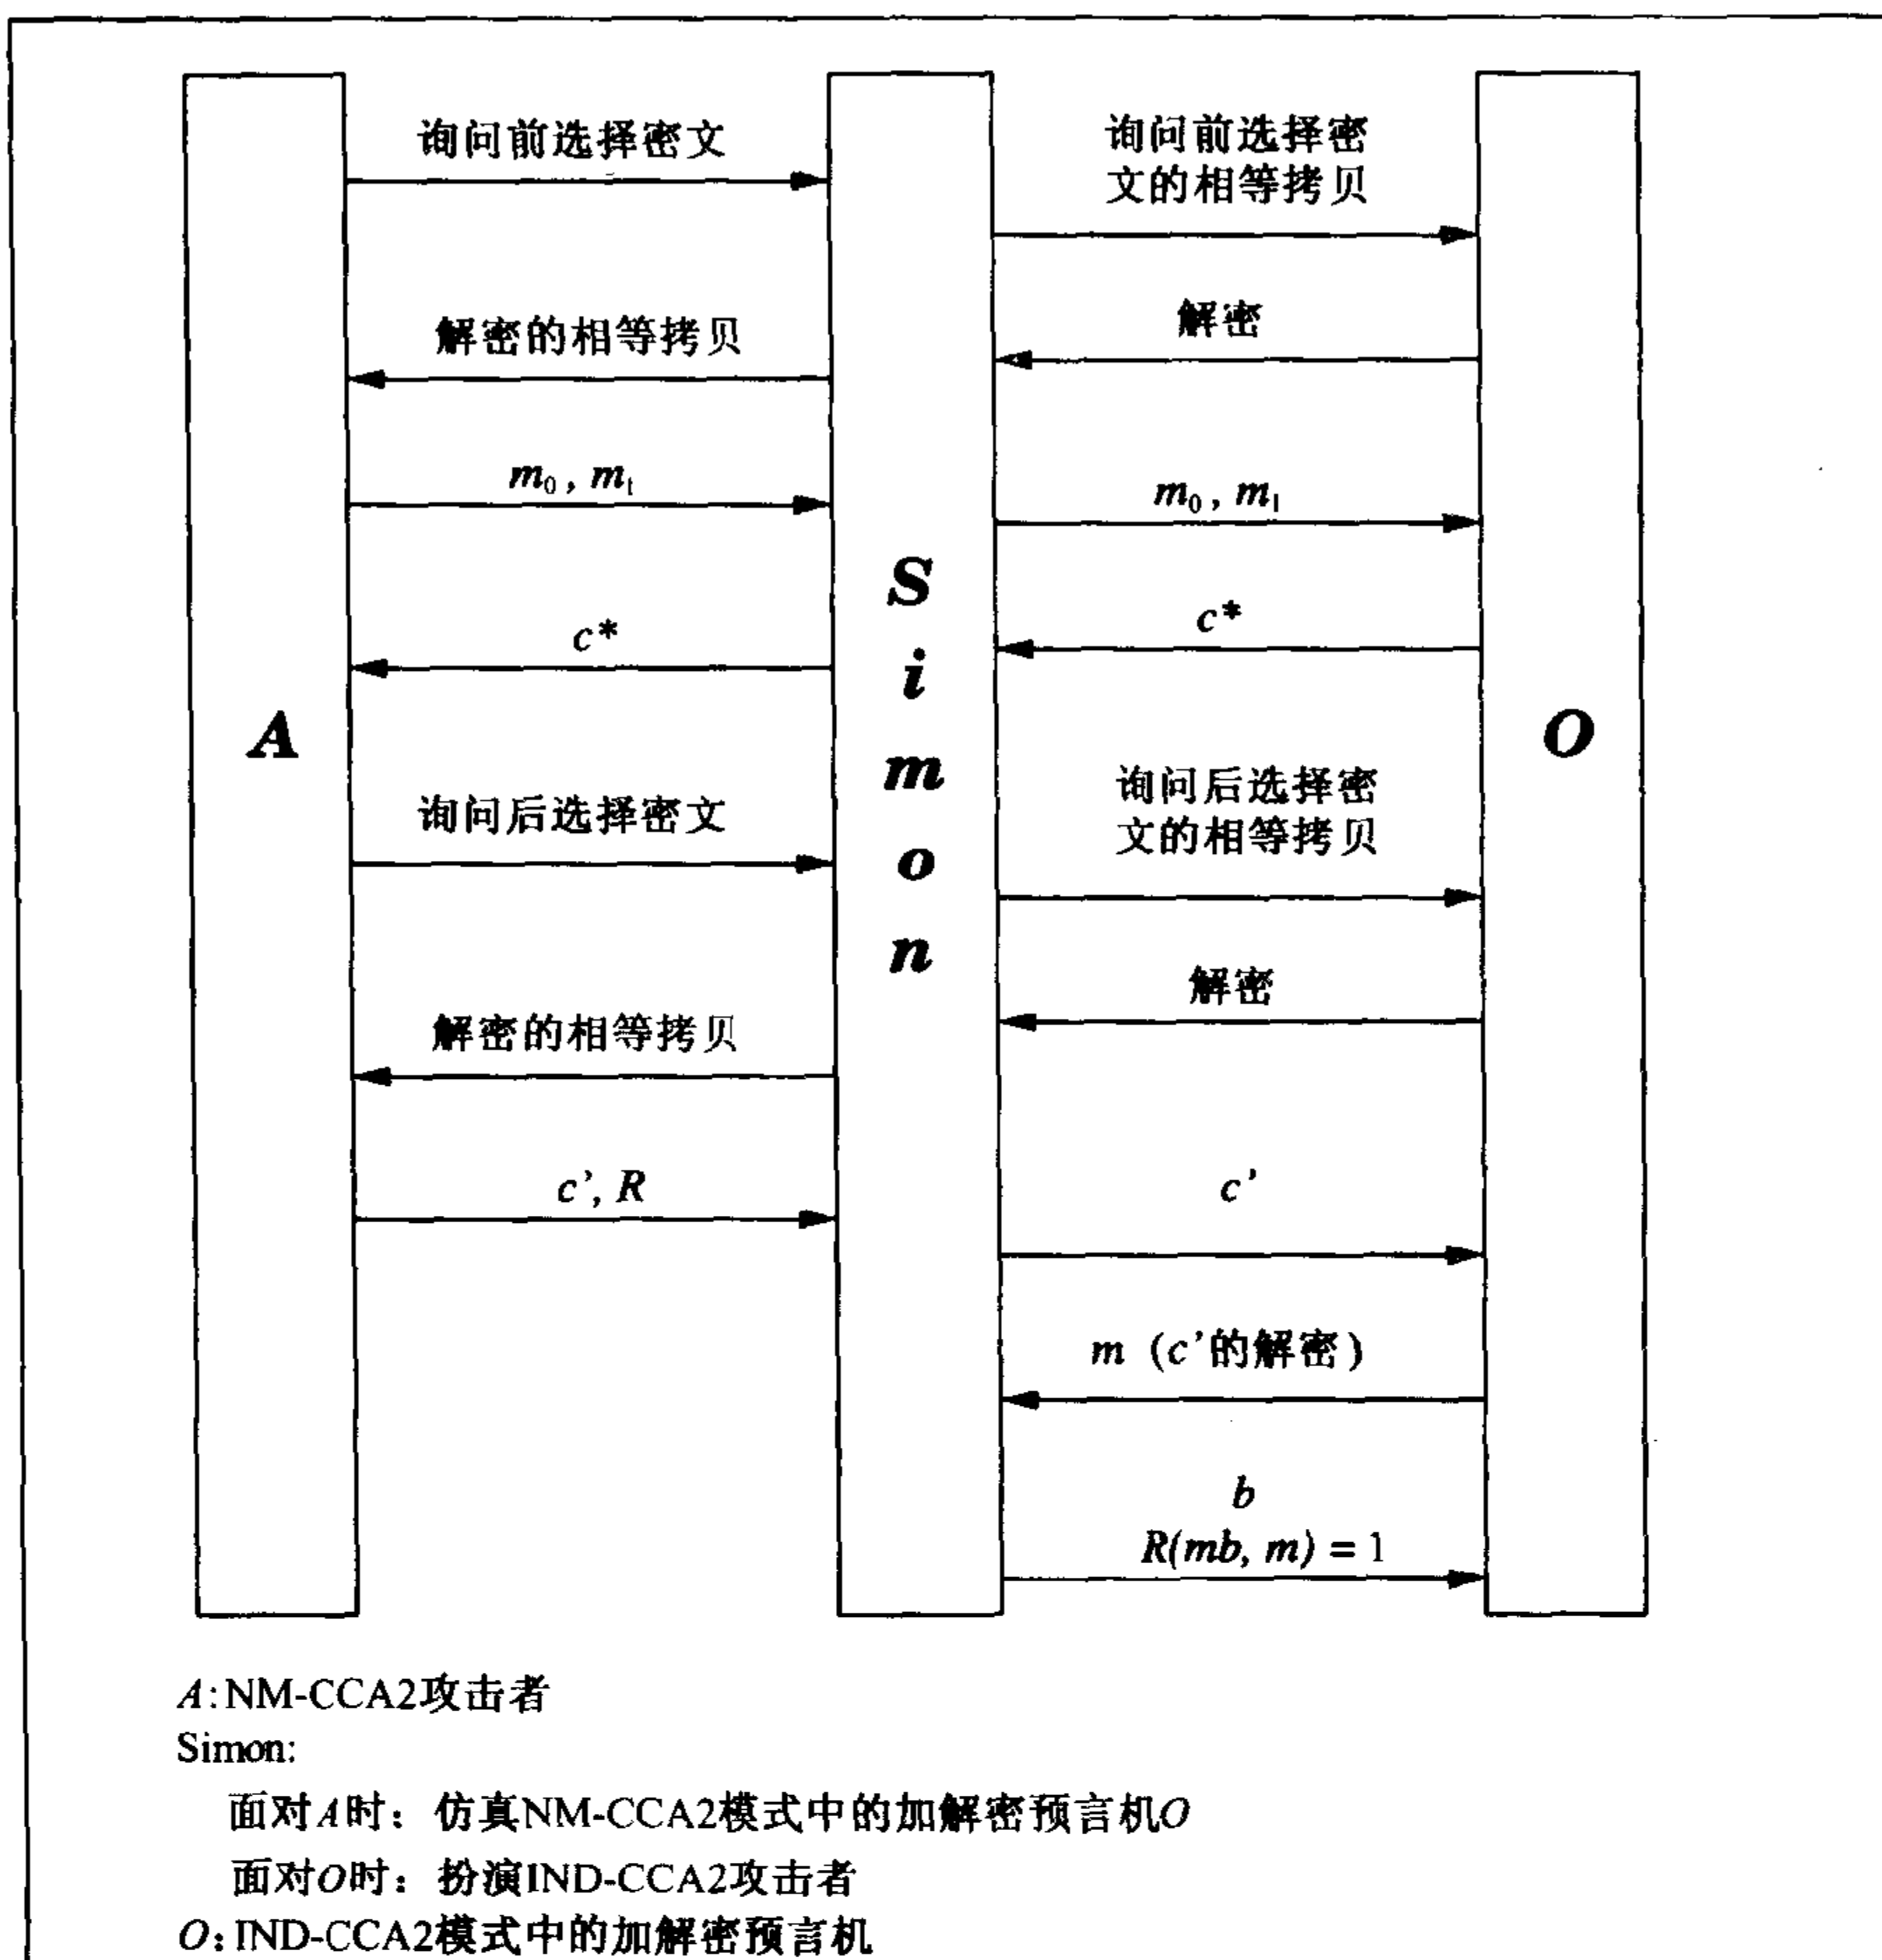 询问前选择密文
询问前选择密
文的相等拷贝
解密
解密的相等拷贝
m₀, m₁
m₀, m₁
c*
c*
A
Simon
O
询问后选择密文
询问后选择密
文的相等拷贝
解密
解密的相等拷贝
c’, R
c’
m (c’的解密)
b
R(mb, m) = 1
A:NM-CCA2攻击者
Simon:
面对A时：仿真NM-CCA2模式中的加解密预言机O
面对O时：扮演IND-CCA2攻击者
O:IND-CCA2模式中的加解密预言机